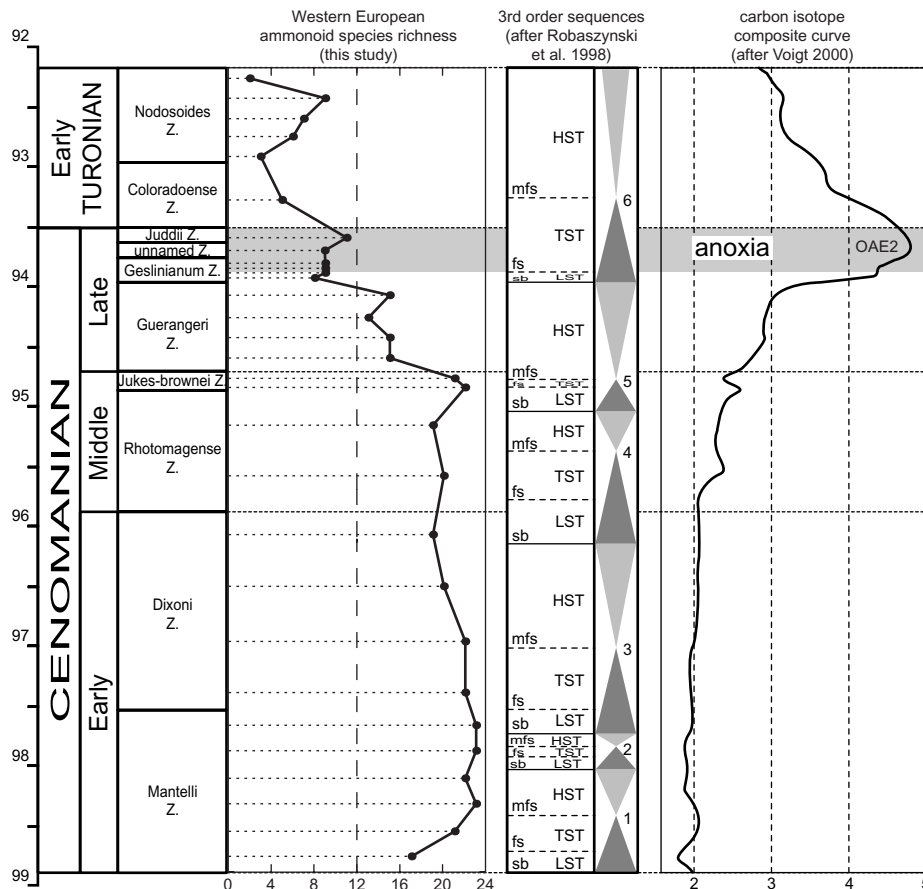 Western European
ammonoid species richness
(this study)
3rd order sequences
(after Robaszynski
et al. 1998)
carbon isotope
composite curve
(after Voigt 2000)
92
93
94
95
96
97
98
99
Early
TURONIAN
CENOMANIAN
Late
Middle
Early
Nodosoides
Z.
Coloradoense
Z.
Juddii Z.
unnamed Z.
Geslinianum Z.
Guerangeri
Z.
Jukes-brownei Z.
Rhotomagense
Z.
Dixoni
Z.
Mantelli
Z.
HST
mfs
6
TST
fs
sb LST
HST
mfs
5
fs TST
sb LST
HST
mfs
4
TST
fs
LST
sb
HST
mfs
3
TST
fs
sb LST
mfs HST
2
fs TST
sb LST
HST
mfs
1
TST
fs
sb LST
anoxia
OAE2
0 4 8 12 16 20 24
2 3 4 5